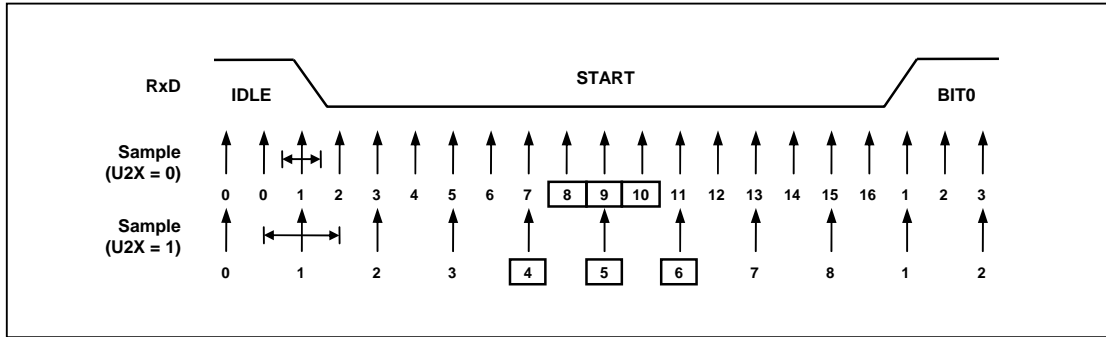 RxD
IDLE
START
BIT0
Sample
(U2X = 0)
0 0 1 2 3 4 5 6 7 8 9 10 11 12 13 14 15 16 1 2 3
Sample
(U2X = 1)
0 1 2 3 4 5 6 7 8 1 2